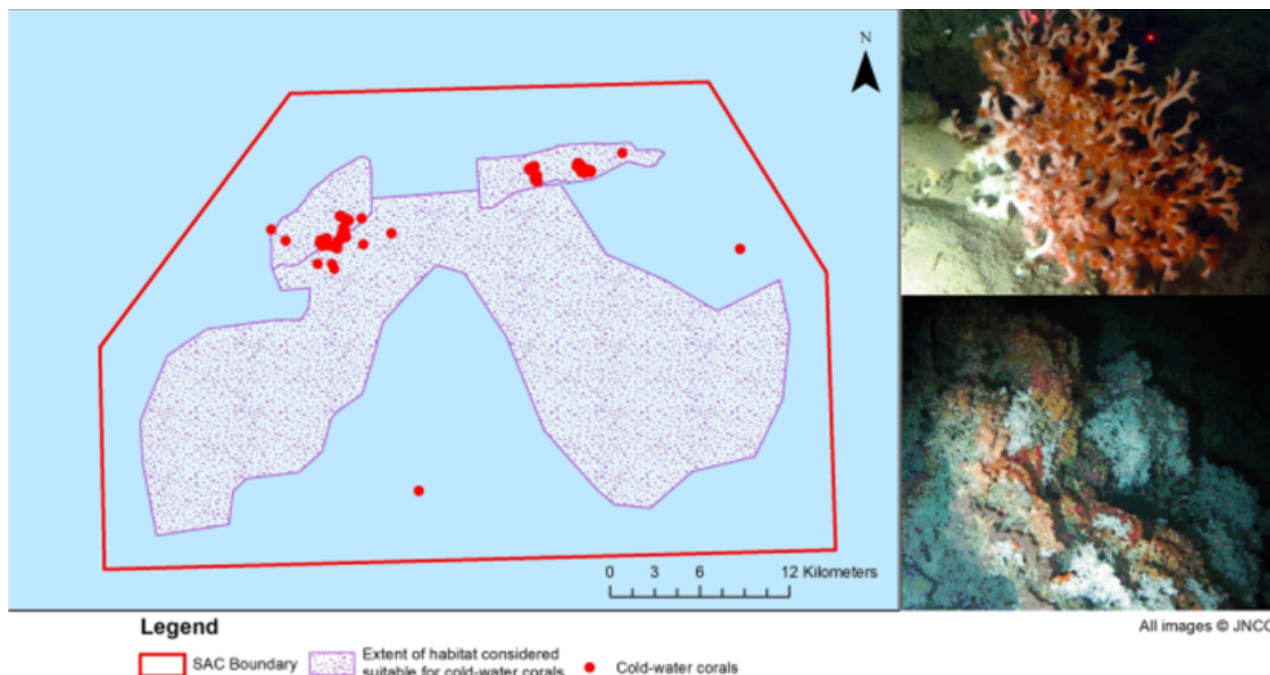 N
0 3 6 12 Kilometers
All images © JNCC
Legend
SAC Boundary
Extent of habitat considered
suitable for cold-water corals
Cold-water corals